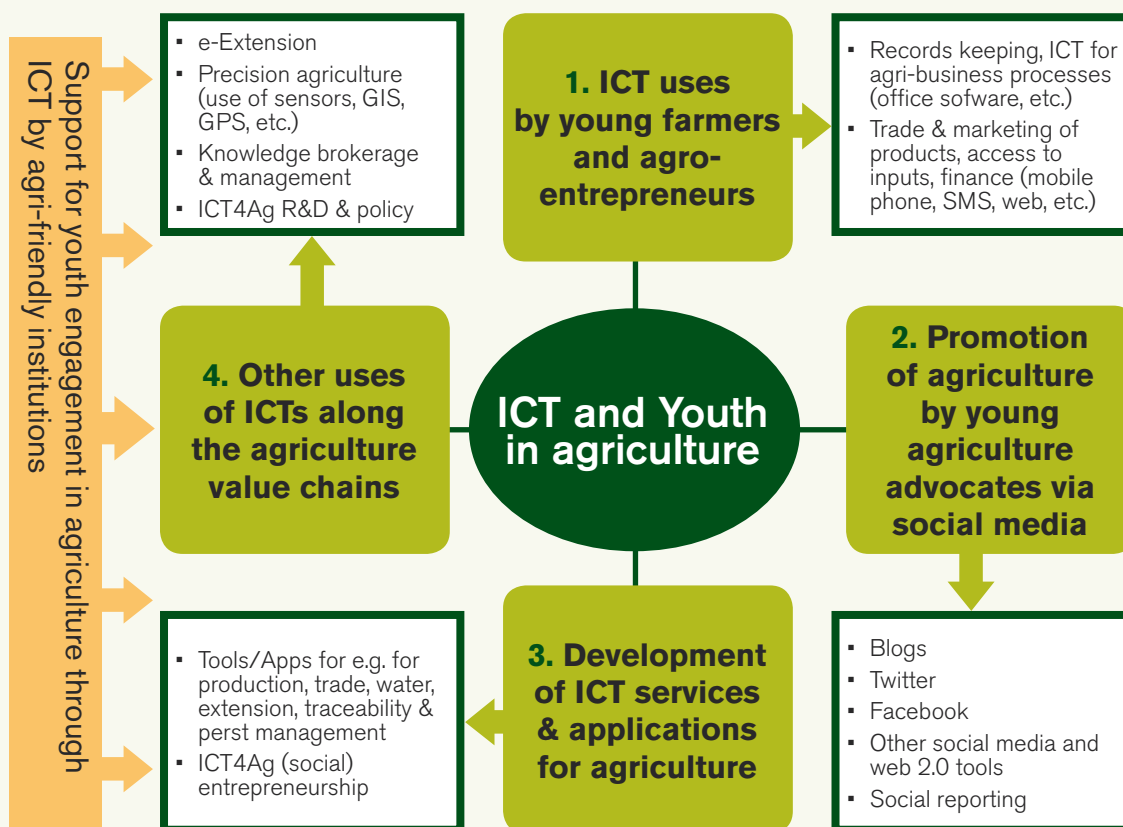 Support for youth engagement in agriculture through
ICT by agri-friendly institutions
▪ e-Extension
▪ Precision agriculture
(use of sensors, GIS,
GPS, etc.)
▪ Knowledge brokerage
& management
▪ ICT4Ag R&D & policy
1. ICT uses
by young farmers
and agro-
entrepreneurs
▪ Records keeping, ICT for
agri-business processes
(office sofware, etc.)
▪ Trade & marketing of
products, access to
inputs, finance (mobile
phone, SMS, web, etc.)
4. Other uses
of ICTs along
the agriculture
value chains
ICT and Youth
in agriculture
2. Promotion
of agriculture
by young
agriculture
advocates via
social media
▪ Tools/Apps for e.g. for
production, trade, water,
extension, traceability &
perst management
▪ ICT4Ag (social)
entrepreneurship
3. Development
of ICT services
& applications
for agriculture
▪ Blogs
▪ Twitter
▪ Facebook
▪ Other social media and
web 2.0 tools
▪ Social reporting